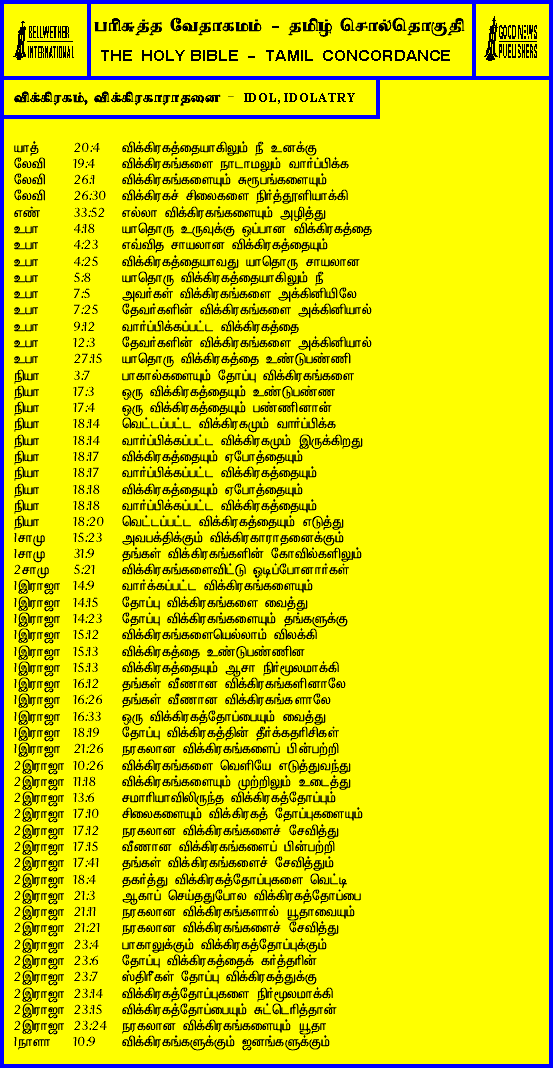 BELLWETHER INTERNATIONAL
பரிசுத்த வேதாகமம் - தமிழ் சொல்தொகுதி
THE HOLY BIBLE - TAMIL CONCORDANCE
GOOD NEWS PUBLISHERS
விக்கிரகம், விக்கிரகாராதனை - IDOL, IDOLATRY
யாத் 20:4 விக்கிரகத்தையாகிலும் நீ உனக்கு
லேவி 19:4 விக்கிரகங்களை நாடாமலும் வார்ப்பிக்க
லேவி 26:1 விக்கிரகங்களையும் சுரூபங்களையும்
லேவி 26:30 விக்கிரகச் சிலைகளை நிர்த்தூளியாக்கி
எண் 33:52 எல்லா விக்கிரகங்களையும் அழித்து
உபா 4:18 யாதொரு உருவுக்கு ஒப்பான விக்கிரகத்தை
உபா 4:23 எவ்வித சாயலான விக்கிரகத்தையும்
உபா 4:25 விக்கிரகத்தையாவது யாதொரு சாயலான
உபா 5:8 யாதொரு விக்கிரகத்தையாகிலும் நீ
உபா 7:5 அவர்கள் விக்கிரகங்களை அக்கினியிலே
உபா 7:25 தேவர்களின் விக்கிரகங்களை அக்கினியால்
உபா 9:12 வார்ப்பிக்கப்பட்ட விக்கிரகத்தை
உபா 12:3 தேவர்களின் விக்கிரகங்களை அக்கினியால்
உபா 27:15 யாதொரு விக்கிரகத்தை உண்டுபண்ணி
நியா 3:7 பாகால்களையும் தோப்பு விக்கிரகங்களை
நியா 17:3 ஒரு விக்கிரகத்தையும் உண்டுபண்ண
நியா 17:4 ஒரு விக்கிரகத்தையும் பண்ணினான்
நியா 18:14 வெட்டப்பட்ட விக்கிரகமும் வார்ப்பிக்க
நியா 18:14 வார்ப்பிக்கப்பட்ட விக்கிரகமும் இருக்கிறது
நியா 18:17 விக்கிரகத்தையும் ஏபோத்தையும்
நியா 18:17 வார்ப்பிக்கப்பட்ட விக்கிரகத்தையும்
நியா 18:18 விக்கிரகத்தையும் ஏபோத்தையும்
நியா 18:18 வார்ப்பிக்கப்பட்ட விக்கிரகத்தையும்
நியா 18:20 வெட்டப்பட்ட விக்கிரகத்தையும் எடுத்து
1சாமு 15:23 அவபக்திக்கும் விக்கிரகாராதனைக்கும்
1சாமு 31:9 தங்கள் விக்கிரகங்களின் கோவில்களிலும்
2சாமு 5:21 விக்கிரகங்களைவிட்டு ஓடிப்போனார்கள்
1இராஜா 14:9 வார்க்கப்பட்ட விக்கிரகங்களையும்
1இராஜா 14:15 தோப்பு விக்கிரகங்களை வைத்து
1இராஜா 14:23 தோப்பு விக்கிரகங்களையும் தங்களுக்கு
1இராஜா 15:12 விக்கிரகங்களையெல்லாம் விலக்கி
1இராஜா 15:13 விக்கிரகத்தை உண்டுபண்ணின
1இராஜா 15:13 விக்கிரகத்தையும் ஆசா நிர்மூலமாக்கி
1இராஜா 16:12 தங்கள் வீணான விக்கிரகங்களினாலே
1இராஜா 16:26 தங்கள் வீணான விக்கிரகங்களாலே
1இராஜா 16:33 ஒரு விக்கிரகத்தோப்பையும் வைத்து
1இராஜா 18:19 தோப்பு விக்கிரகத்தின் தீர்க்கதரிசிகள்
1இராஜா 21:26 நரகலான விக்கிரகங்களைப் பின்பற்றி
2இராஜா 10:26 விக்கிரகங்களை வெளியே எடுத்துவந்து
2இராஜா 11:18 விக்கிரகங்களையும் முற்றிலும் உடைத்து
2இராஜா 13:6 சமாரியாவிலிருந்த விக்கிரகத்தோப்பும்
2இராஜா 17:10 சிலைகளையும் விக்கிரகத் தோப்புகளையும்
2இராஜா 17:12 நரகலான விக்கிரகங்களைச் சேவித்து
2இராஜா 17:15 வீணான விக்கிரகங்களைப் பின்பற்றி
2இராஜா 17:41 தங்கள் விக்கிரகங்களைச் சேவித்தும்
2இராஜா 18:4 தகர்த்து விக்கிரகத்தோப்புகளை வெட்டி
2இராஜா 21:3 ஆகாப் செய்ததுபோல விக்கிரகத்தோப்பை
2இராஜா 21:11 நரகலான விக்கிரகங்களால் யூதாவையும்
2இராஜா 21:21 நரகலான விக்கிரகங்களைச் சேவித்து
2இராஜா 23:4 பாகாலுக்கும் விக்கிரகத்தோப்புக்கும்
2இராஜா 23:6 தோப்பு விக்கிரகத்தைக் கர்த்தரின்
2இராஜா 23:7 ஸ்திரீகள் தோப்பு விக்கிரகத்துக்கு
2இராஜா 23:14 விக்கிரகத்தோப்புகளை நிர்மூலமாக்கி
2இராஜா 23:15 விக்கிரகத்தோப்பையும் சுட்டெரித்தான்
2இராஜா 23:24 நரகலான விக்கிரகங்களையும் யூதா
1நாளா 10:9 விக்கிரகங்களுக்கும் ஜனங்களுக்கும்